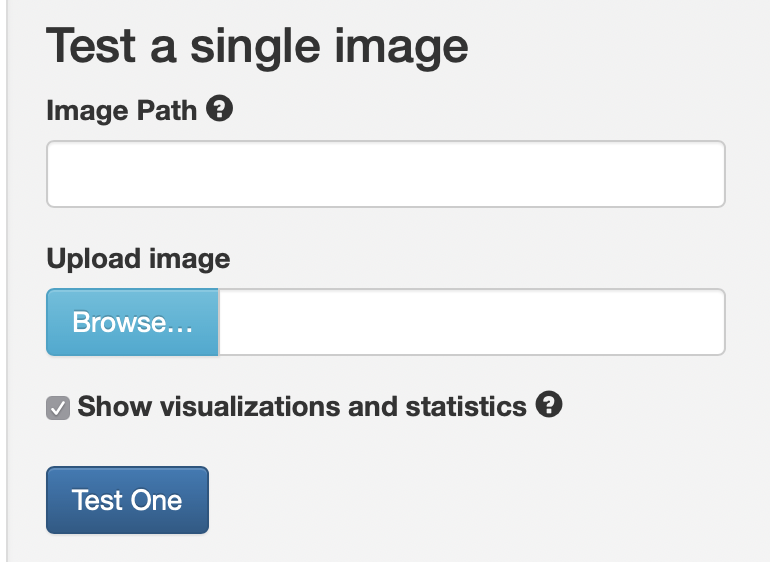 Test a single image
Image Path ?
Upload image
Browse...
Show visualizations and statistics ?
Test One